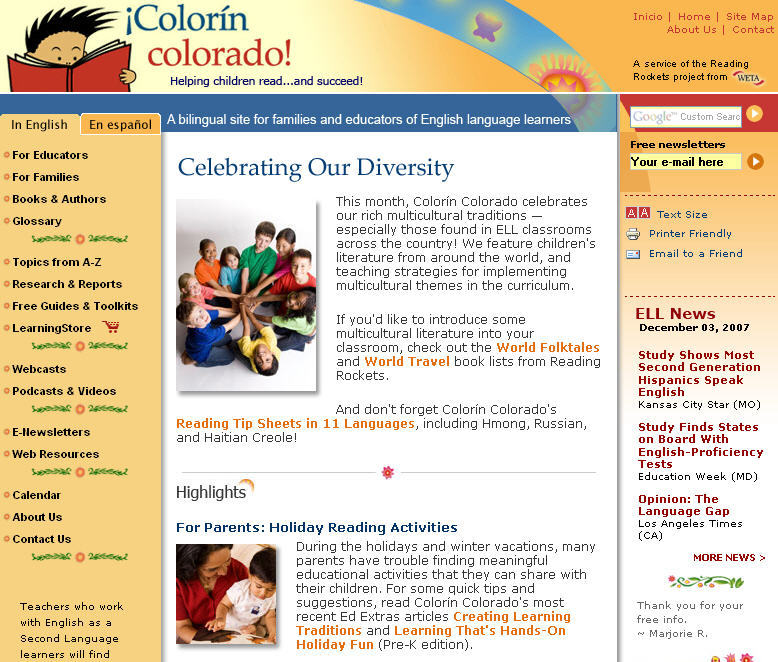 ¡Colorín
colorado!
Helping children read...and succeed!
Inicio | Home | Site Map
About Us | Contact
A service of the Reading
Rockets project from WETA
In English
En español
A bilingual site for families and educators of English language learners
Google™ Custom Searc
Free newsletters
Your e-mail here
For Educators
For Families
Books & Authors
Glossary
Topics from A-Z
Research & Reports
Free Guides & Toolkits
LearningStore
Webcasts
Podcasts & Videos
E-Newsletters
Web Resources
Calendar
About Us
Contact Us
Teachers who work
with English as a
Second Language
learners will find
Celebrating Our Diversity
This month, Colorín Colorado celebrates
our rich multicultural traditions —
especially those found in ELL classrooms
across the country! We feature children's
literature from around the world, and
teaching strategies for implementing
multicultural themes in the curriculum.
If you'd like to introduce some
multicultural literature into your
classroom, check out the World Folktales
and World Travel book lists from Reading
Rockets.
And don't forget Colorín Colorado's
Reading Tip Sheets in 11 Languages, including Hmong, Russian,
and Haitian Creole!
Highlights
For Parents: Holiday Reading Activities
During the holidays and winter vacations, many
parents have trouble finding meaningful
educational activities that they can share with
their children. For some quick tips and
suggestions, read Colorín Colorado's most
recent Ed Extras articles Creating Learning
Traditions and Learning That's Hands-On
Holiday Fun (Pre-K edition).
A A Text Size
Printer Friendly
Email to a Friend
ELL News
December 03, 2007
Study Shows Most
Second Generation
Hispanics Speak
English
Kansas City Star (MO)
Study Finds States
on Board With
English-Proficiency
Tests
Education Week (MD)
Opinion: The
Language Gap
Los Angeles Times
(CA)
MORE NEWS >
Thank you for your
free info.
~ Marjorie R.